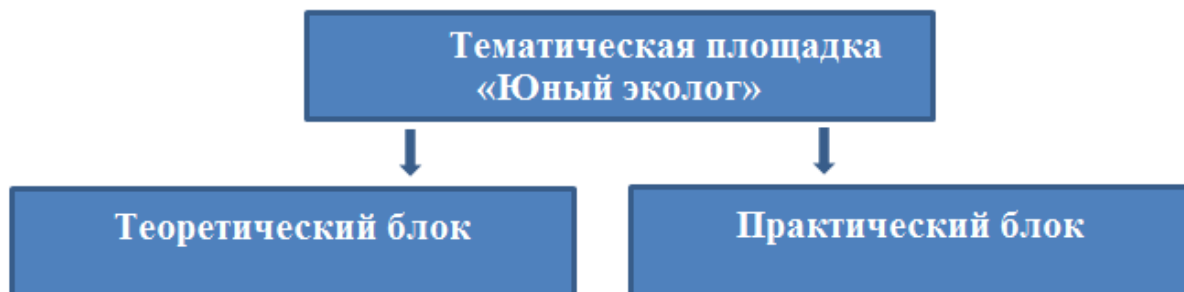 Тематическая площадка
«Юный эколог»
Теоретический блок
Практический блок